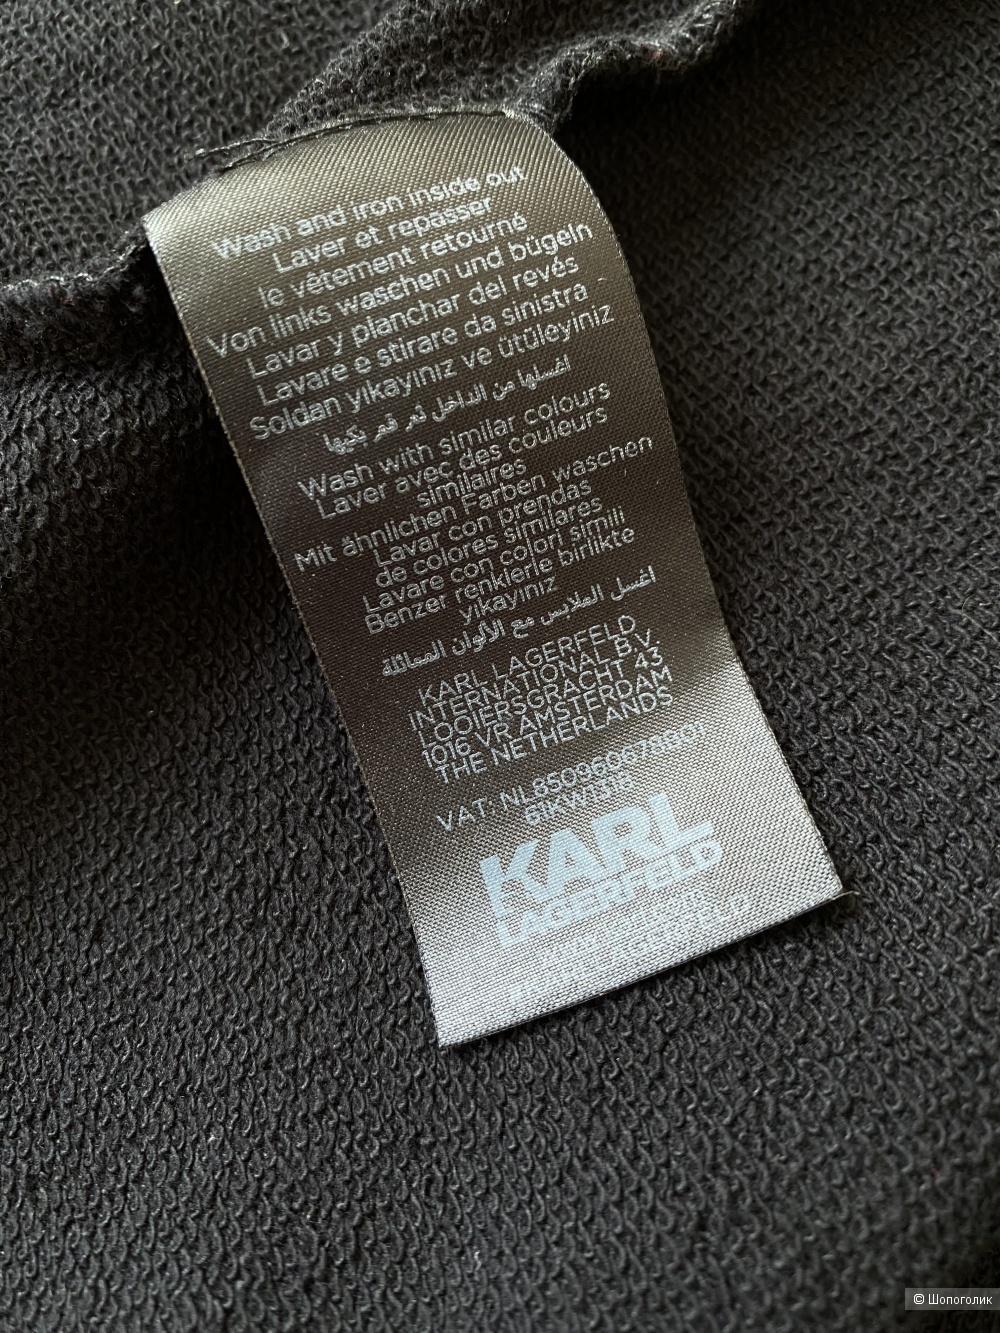 Wash and iron inside out
Laver et repasser
le vêtement retourné
Von links waschen und bügeln
Lavar y planchar del revés
Lavare e stirare da sinistra
Soldan yıkayınız ve ütüleyiniz
اغسلها من الداخل ثم قم بكيها
Wash with similar colours
Laver avec des couleurs
similaires
Mit ähnlichen Farben waschen
Lavar con prendas
de colores similares
Lavare con colori simili
Benzer renklerle birlikte
yıkayınız
اغسل الملابس مع الألوان المماثلة
KARL LAGERFELD
INTERNATIONAL B.V.
LOOIERSGRACHT 43
1016 VR AMSTERDAM
THE NETHERLANDS
VAT:
KARL
LAGERFELD
© Шопоголик